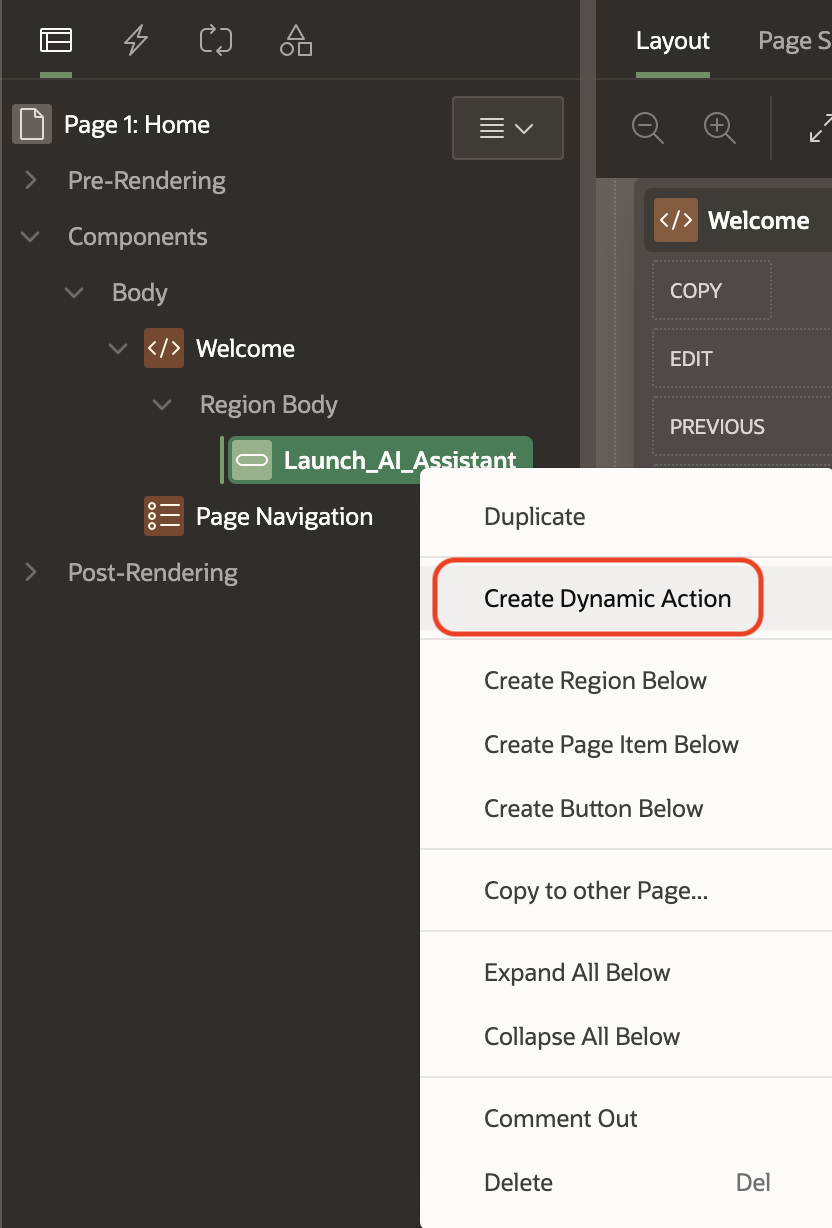 Layout
Page S
Page 1: Home
Pre-Rendering
Components
Body
Welcome
Region Body
Launch_AI_Assistant
Page Navigation
Post-Rendering
Welcome
COPY
EDIT
PREVIOUS
Duplicate
Create Dynamic Action
Create Region Below
Create Page Item Below
Create Button Below
Copy to other Page...
Expand All Below
Collapse All Below
Comment Out
Delete Del